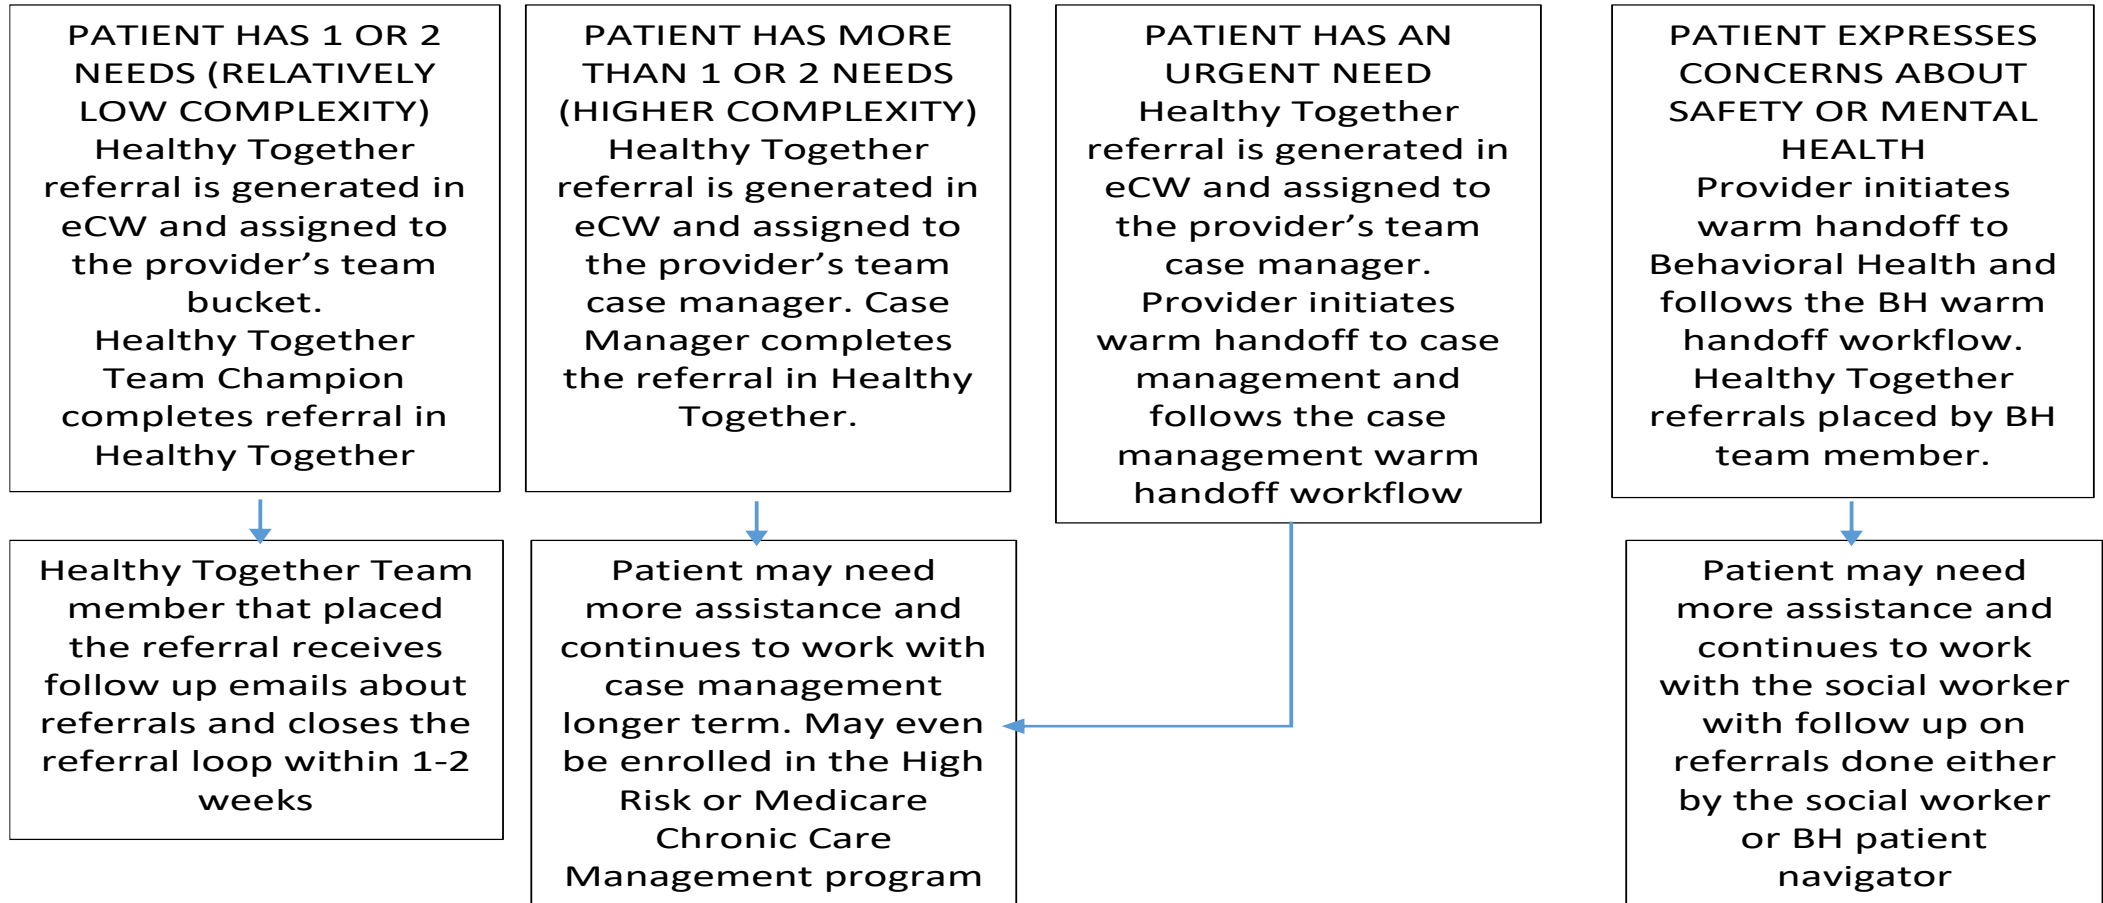 PATIENT HAS 1 OR 2
NEEDS (RELATIVELY
LOW COMPLEXITY)
Healthy Together
referral is generated in
eCW and assigned to
the provider’s team
bucket.
Healthy Together
Team Champion
completes referral in
Healthy Together
PATIENT HAS MORE
THAN 1 OR 2 NEEDS
(HIGHER COMPLEXITY)
Healthy Together
referral is generated in
eCW and assigned to
the provider’s team
case manager. Case
Manager completes
the referral in Healthy
Together.
PATIENT HAS AN
URGENT NEED
Healthy Together
referral is generated in
eCW and assigned to
the provider’s team
case manager.
Provider initiates
warm handoff to case
management and
follows the case
management warm
handoff workflow
PATIENT EXPRESSES
CONCERNS ABOUT
SAFETY OR MENTAL
HEALTH
Provider initiates
warm handoff to
Behavioral Health and
follows the BH warm
handoff workflow.
Healthy Together
referrals placed by BH
team member.
Healthy Together Team
member that placed
the referral receives
follow up emails about
referrals and closes the
referral loop within 1-2
weeks
Patient may need
more assistance and
continues to work with
case management
longer term. May even
be enrolled in the High
Risk or Medicare
Chronic Care
Management program
Patient may need
more assistance and
continues to work
with the social worker
with follow up on
referrals done either
by the social worker
or BH patient
navigator